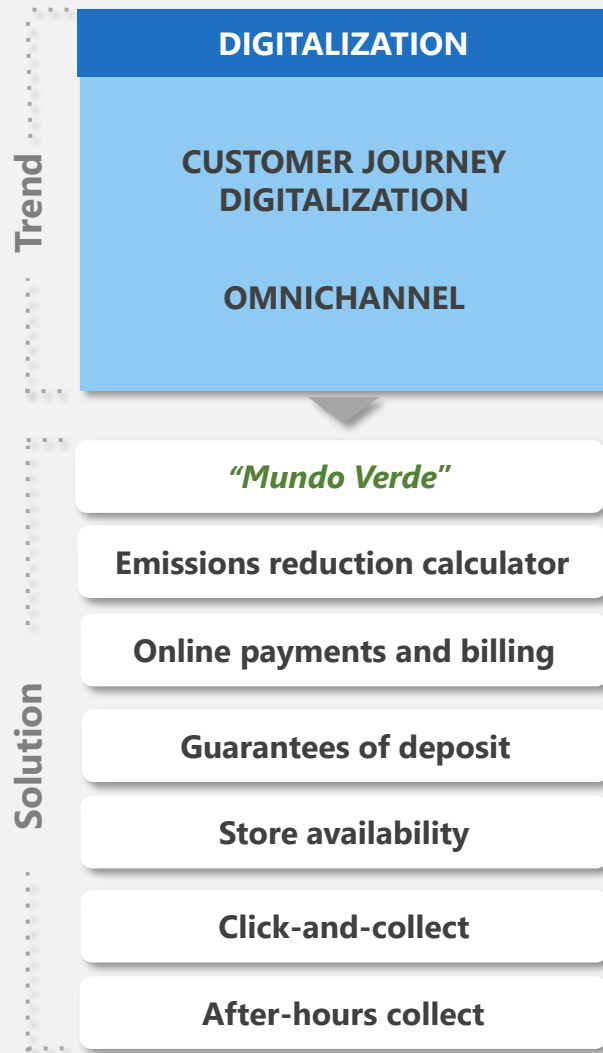 DIGITALIZATION
Trend
CUSTOMER JOURNEY
DIGITALIZATION
OMNICHANNEL
Solution
“Mundo Verde”
Emissions reduction calculator
Online payments and billing
Guarantees of deposit
Store availability
Click-and-collect
After-hours collect